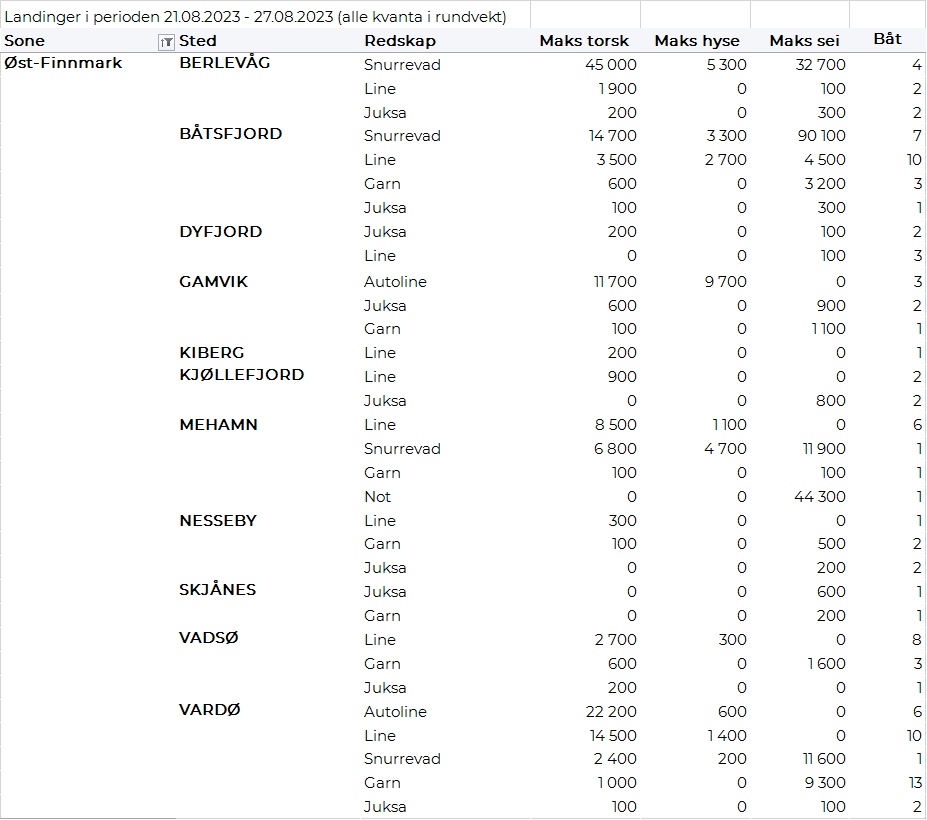 Landinger i perioden 21.08.2023 - 27.08.2023 (alle kvanta i rundvekt)
Sone Sted Redskap Maks torsk Maks hyse Maks sei Båt
Øst-Finnmark BERLEVÅG Snurrevad 45 000 5 300 32 700 4
Line 1 900 0 100 2
Juksa 200 0 300 2
BÅTSFJORD Snurrevad 14 700 3 300 90 100 7
Line 3 500 2 700 4 500 10
Garn 600 0 3 200 3
Juksa 100 0 300 1
DYFJORD Juksa 200 0 100 2
Line 0 0 100 3
GAMVIK Autoline 11 700 9 700 0 3
Juksa 600 0 900 2
Garn 100 0 1 100 1
KIBERG Line 200 0 0 1
KJØLLEFJORD Line 900 0 0 2
Juksa 0 0 800 2
MEHAMN Line 8 500 1 100 0 6
Snurrevad 6 800 4 700 11 900 1
Garn 100 0 100 1
Not 0 0 44 300 1
NESSEBY Line 300 0 0 1
Garn 100 0 500 2
Juksa 0 0 200 2
SKJÅNES Juksa 0 0 600 1
Garn 0 0 200 1
VADSØ Line 2 700 300 0 8
Garn 600 0 1 600 3
Juksa 200 0 0 1
VARDØ Autoline 22 200 600 0 6
Line 14 500 1 400 0 10
Snurrevad 2 400 200 11 600 1
Garn 1 000 0 9 300 13
Juksa 100 0 100 2